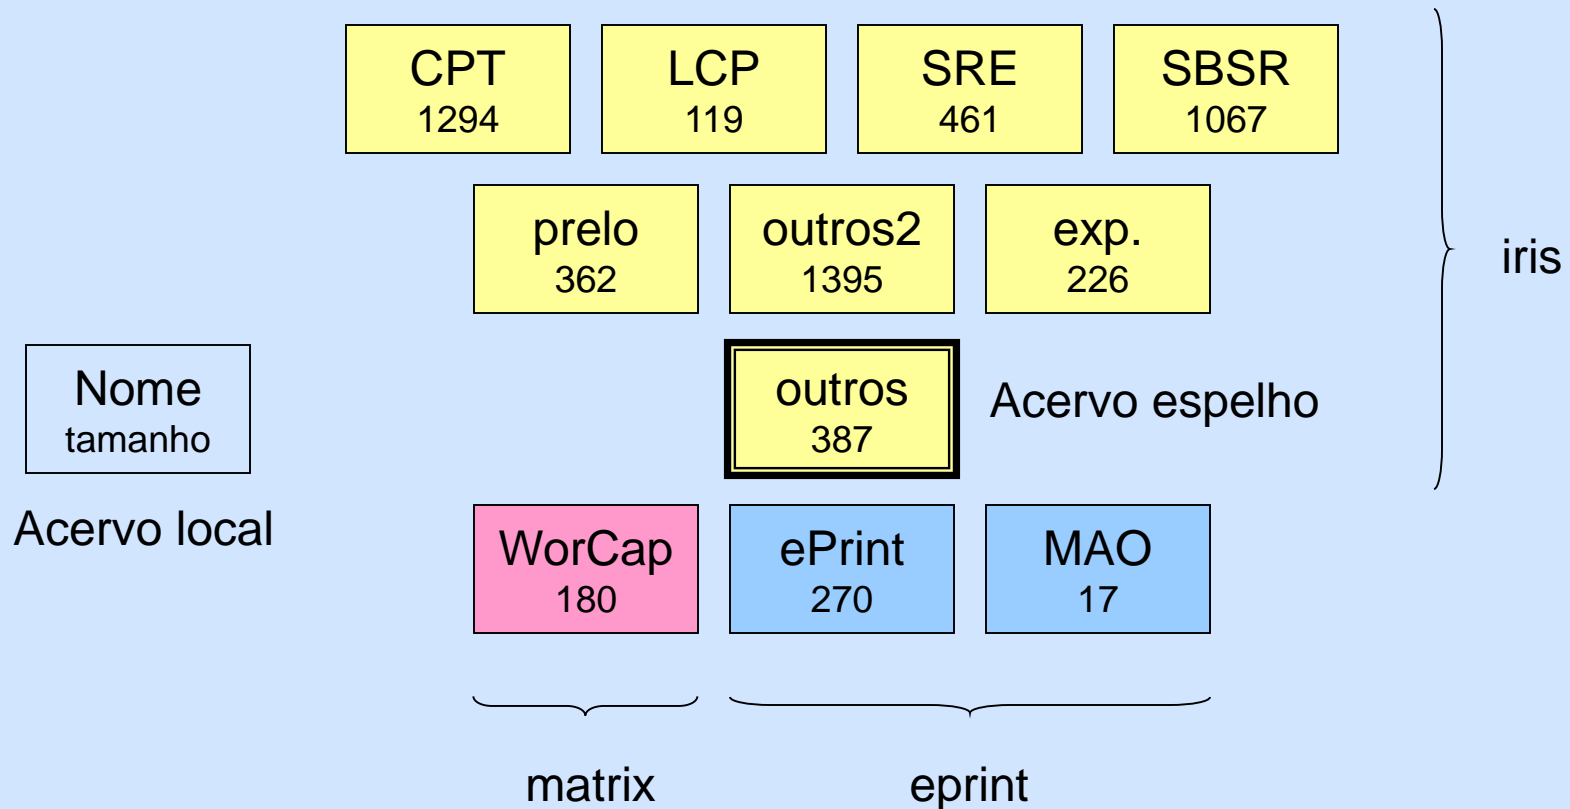 CPT
1294
LCP
119
SRE
461
SBSR
1067
prelo
362
outros2
1395
exp.
226
iris
Nome
tamanho
Acervo local
outros
387
Acervo espelho
WorCap
180
ePrint
270
MAO
17
matrix
eprint